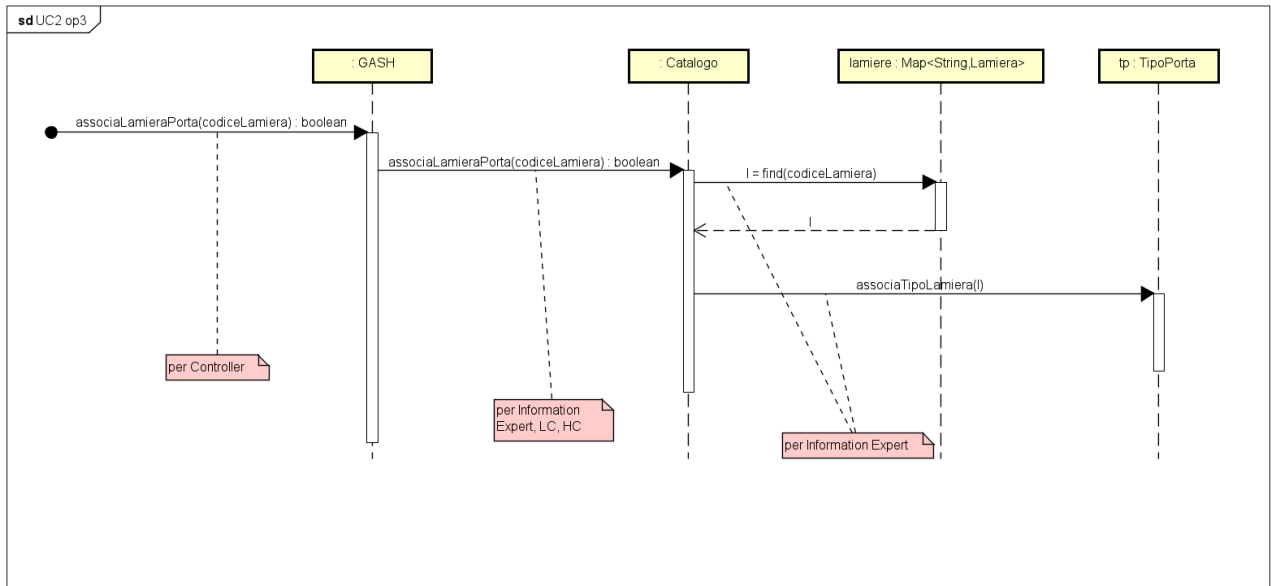 sd UC2 op3
: GASH
: Catalogo
lamiere : Map<String,Lamiera>
tp : TipoPorta
associaLamieraPorta(codiceLamiera) : boolean
associaLamieraPorta(codiceLamiera) : boolean
l = find(codiceLamiera)
l
associaTipoLamiera(l)
per Controller
per Information
Expert, LC, HC
per Information Expert